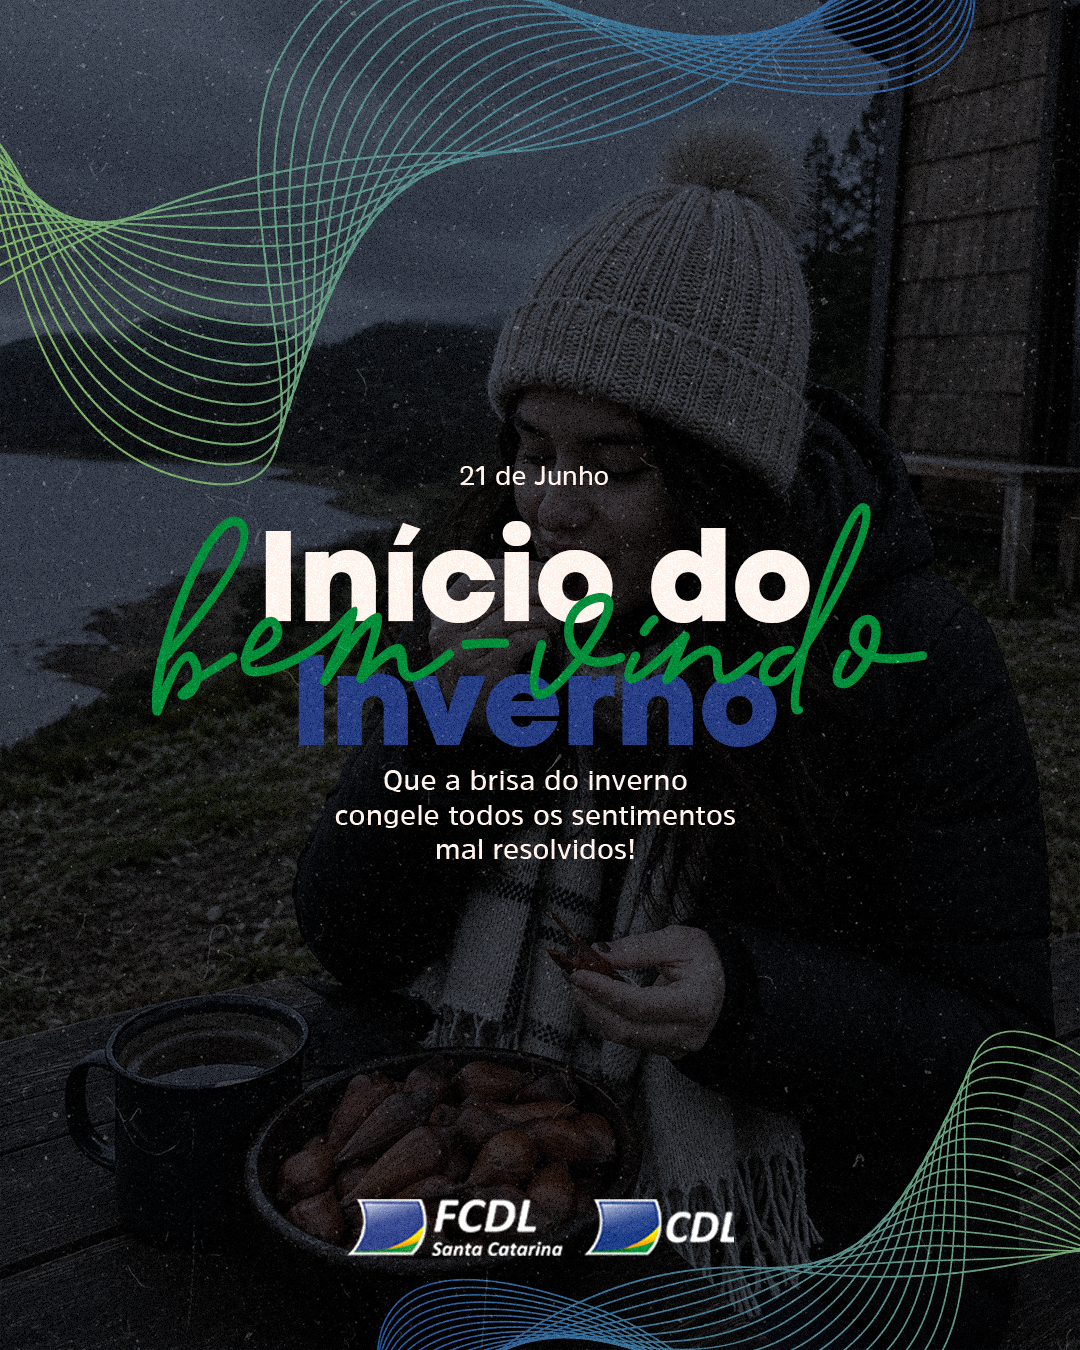 21 de Junho
Início do
bem-vindo
Inverno
Que a brisa do inverno
congele todos os sentimentos
mal resolvidos!
FCDL
Santa Catarina
CDL